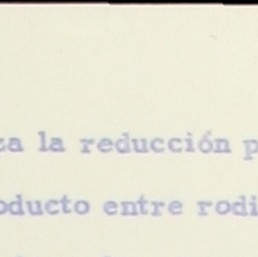 za la reducción p
oducto entre rodi